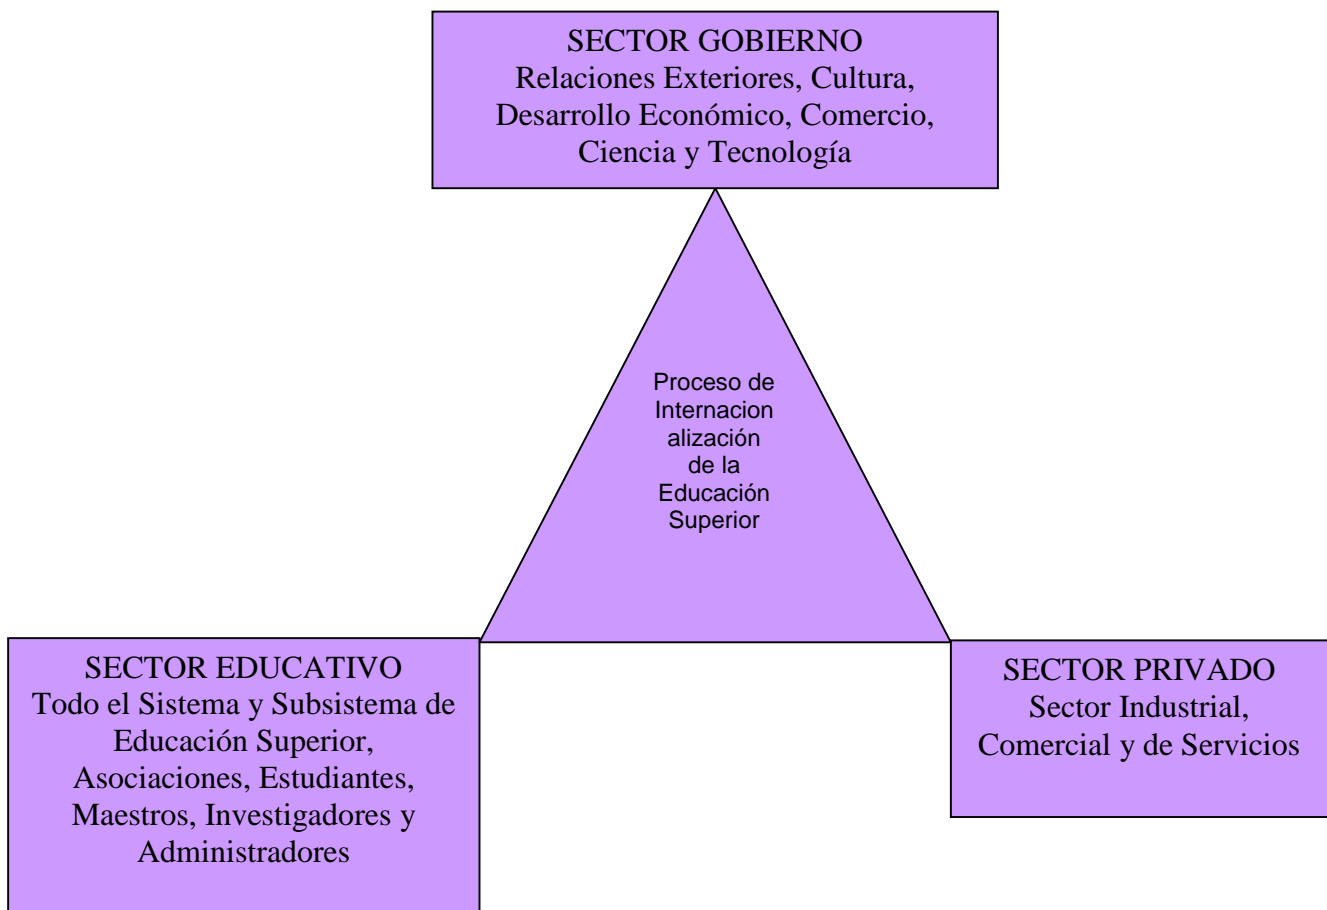 SECTOR GOBIERNO
Relaciones Exteriores, Cultura,
Desarrollo Económico, Comercio,
Ciencia y Tecnología
Proceso de
Internacion
alización
de la
Educación
Superior
SECTOR EDUCATIVO
Todo el Sistema y Subsistema de
Educación Superior,
Asociaciones, Estudiantes,
Maestros, Investigadores y
Administradores
SECTOR PRIVADO
Sector Industrial,
Comercial y de Servicios